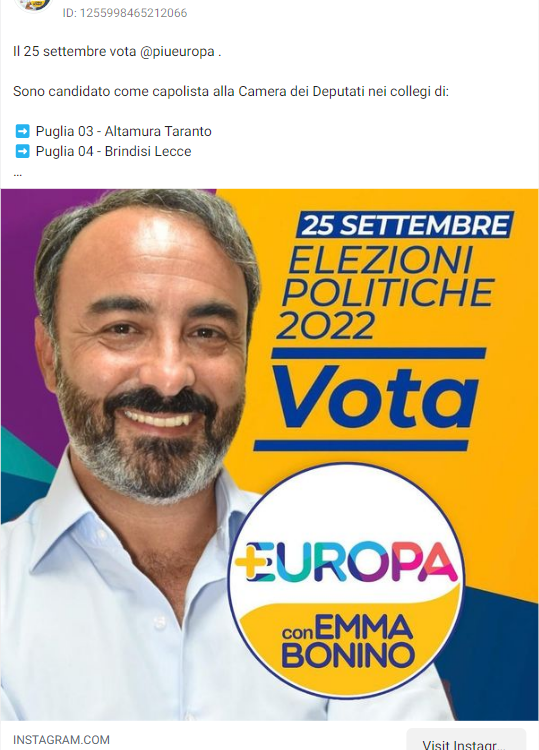 ID: 1255998465212066
Il 25 settembre vota @piueuropa .
Sono candidato come capolista alla Camera dei Deputati nei collegi di:
➡ Puglia 03 - Altamura Taranto
➡ Puglia 04 - Brindisi Lecce
...
25 SETTEMBRE
ELEZIONI
POLITICHE
2022
Vota
+EUROPA
con EMMA
BONINO
INSTAGRAM.COM
Visit Instagr...